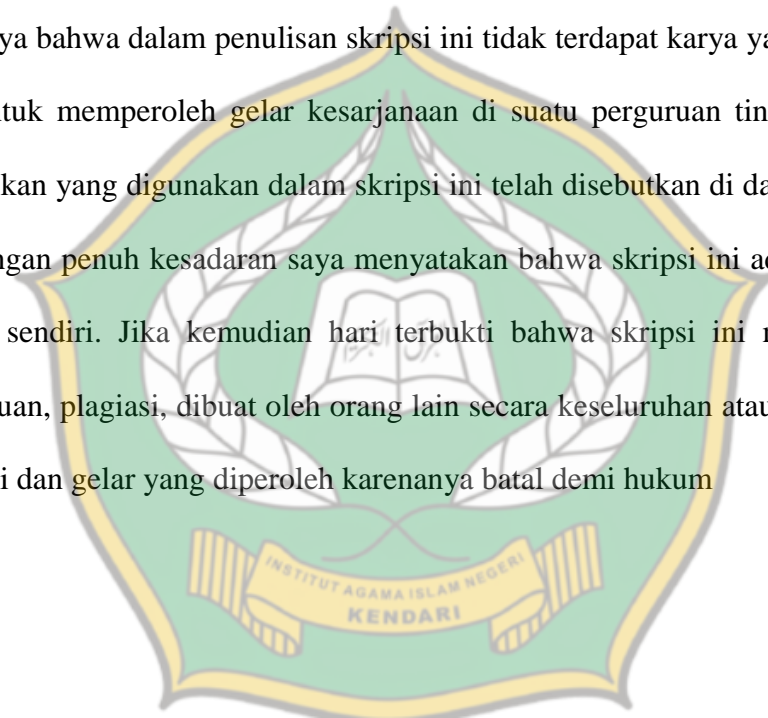 ya bahwa dalam penulisan skripsi ini tidak terdapat karya ya
tuk memperoleh gelar kesarjanaan di suatu perguruan tin
kan yang digunakan dalam skripsi ini telah disebutkan di da
ngan penuh kesadaran saya menyatakan bahwa skripsi ini a
sendiri. Jika kemudian hari terbukti bahwa skripsi ini
uan, plagiasi, dibuat oleh orang lain secara keseluruhan atau
i dan gelar yang diperoleh karenanya batal demi hukum
INSTITUT AGAMA ISLAM NEGERI
KENDARI